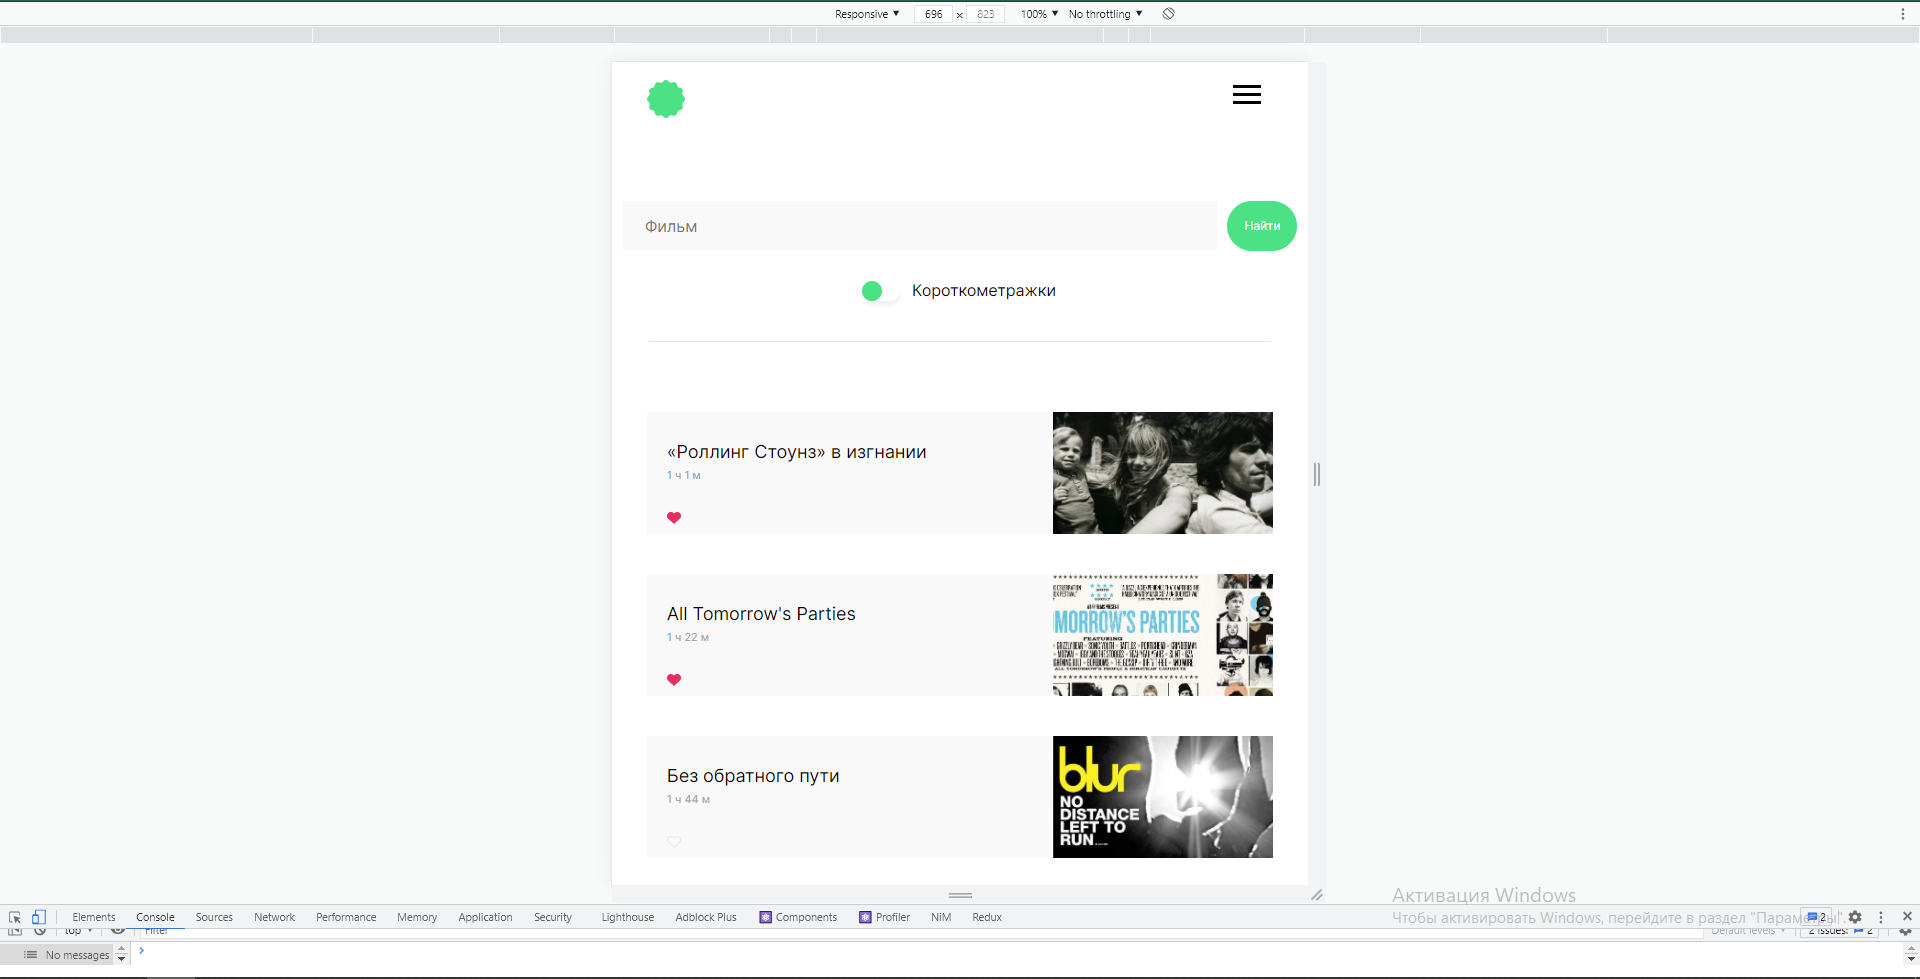 Responsive ▼ 696 x 823 100% ▼ No throttling ▼
Фильм
Найти
Короткометражки
«Роллинг Стоунз» в изгнании
1 ч 1 м
All Tomorrow's Parties
1 ч 22 м
MORROW'S PARTIES
FEATURING
Без обратного пути
1 ч 44 м
blur
NO
DISTANCE
LEFT TO
RUN
Активация Windows
Чтобы активировать Windows, перейдите в раздел "Параметры".
Elements Console Sources Network Performance Memory Application Security Lighthouse Adblock Plus Components Profiler NiM Redux 2
top Filter Default levels 2 Issues: 2
No messages